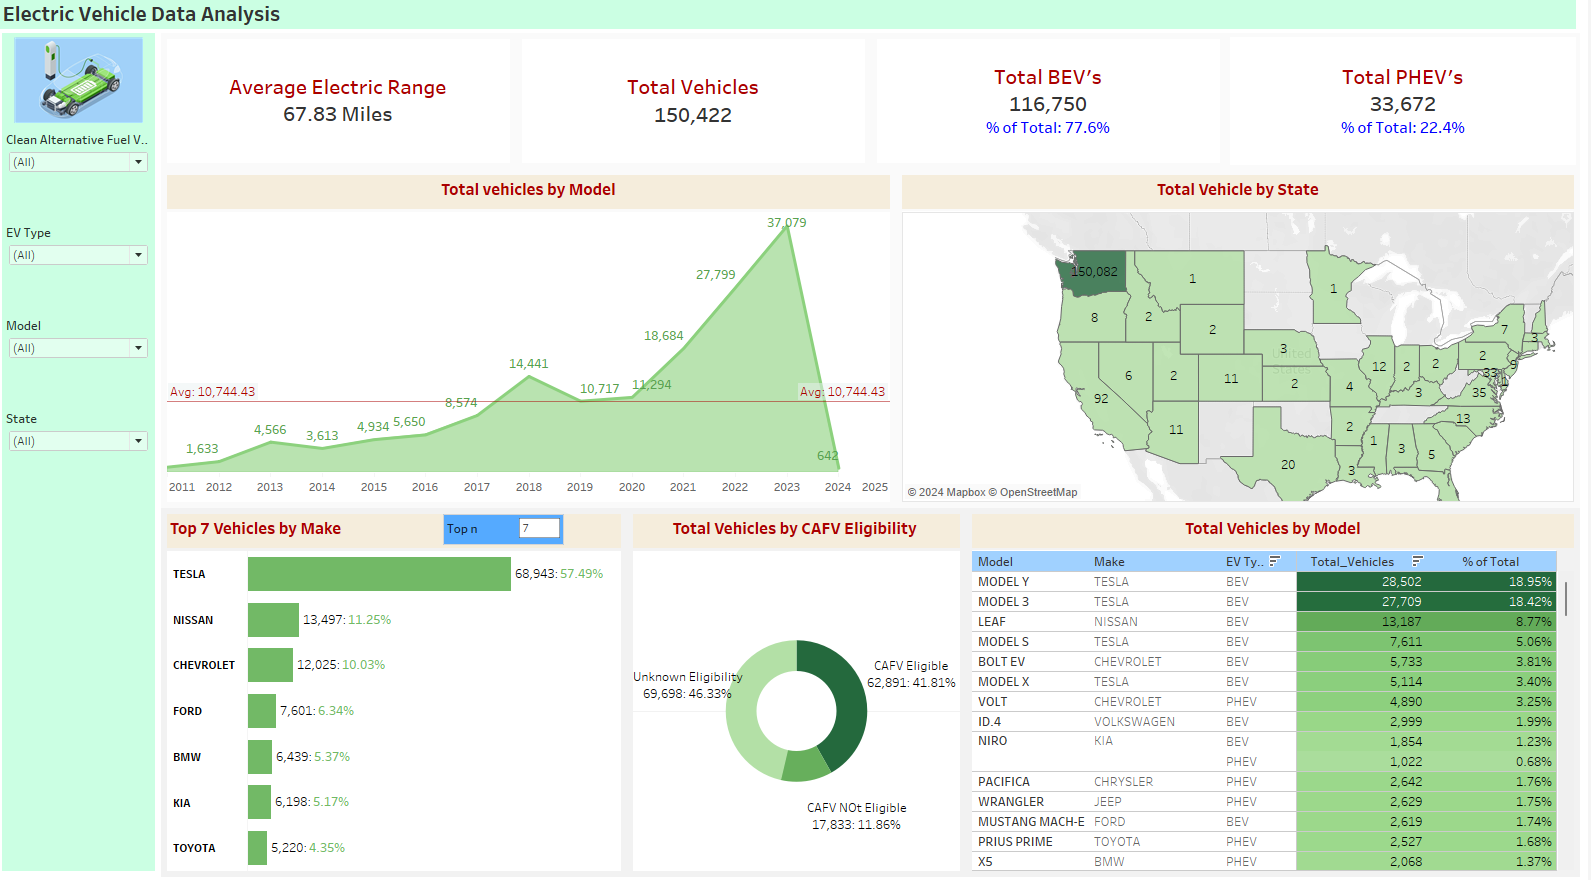 Electric Vehicle Data Analysis
Clean Alternative Fuel V..
(All)
EV Type
(All)
Model
(All)
State
(All)
Average Electric Range
67.83 Miles
Total Vehicles
150,422
Total BEV's
116,750
% of Total: 77.6%
Total PHEV's
33,672
% of Total: 22.4%
Total vehicles by Model
37,079
27,799
18,684
14,441
11,294
10,717
Avg: 10,744.43
Avg: 10,744.43
8,574
5,650
4,934
4,566
3,613
1,633
642
2011 2012 2013 2014 2015 2016 2017 2018 2019 2020 2021 2022 2023 2024 2025
Total Vehicle by State
150,082
1
1
8
2
2
7
3
3
United
States
12
2
2
2
9
6
2
11
2
4
33
1
3
35
92
11
2
13
1
3
5
20
3
© 2024 Mapbox © OpenStreetMap
Top 7 Vehicles by Make
Top n 7
TESLA 68,943: 57.49%
NISSAN 13,497: 11.25%
CHEVROLET 12,025: 10.03%
FORD 7,601: 6.34%
BMW 6,439: 5.37%
KIA 6,198: 5.17%
TOYOTA 5,220: 4.35%
Total Vehicles by CAFV Eligibility
Unknown Eligibility
69,698: 46.33%
CAFV Eligible
62,891: 41.81%
CAFV NOt Eligible
17,833: 11.86%
Total Vehicles by Model
Model Make EV Ty.. Total_Vehicles % of Total
MODEL Y TESLA BEV 28,502 18.95%
MODEL 3 TESLA BEV 27,709 18.42%
LEAF NISSAN BEV 13,187 8.77%
MODEL S TESLA BEV 7,611 5.06%
BOLT EV CHEVROLET BEV 5,733 3.81%
MODEL X TESLA BEV 5,114 3.40%
VOLT CHEVROLET PHEV 4,890 3.25%
ID.4 VOLKSWAGEN BEV 2,999 1.99%
NIRO KIA BEV 1,854 1.23%
PHEV 1,022 0.68%
PACIFICA CHRYSLER PHEV 2,642 1.76%
WRANGLER JEEP PHEV 2,629 1.75%
MUSTANG MACH-E FORD BEV 2,619 1.74%
PRIUS PRIME TOYOTA PHEV 2,527 1.68%
X5 BMW PHEV 2,068 1.37%